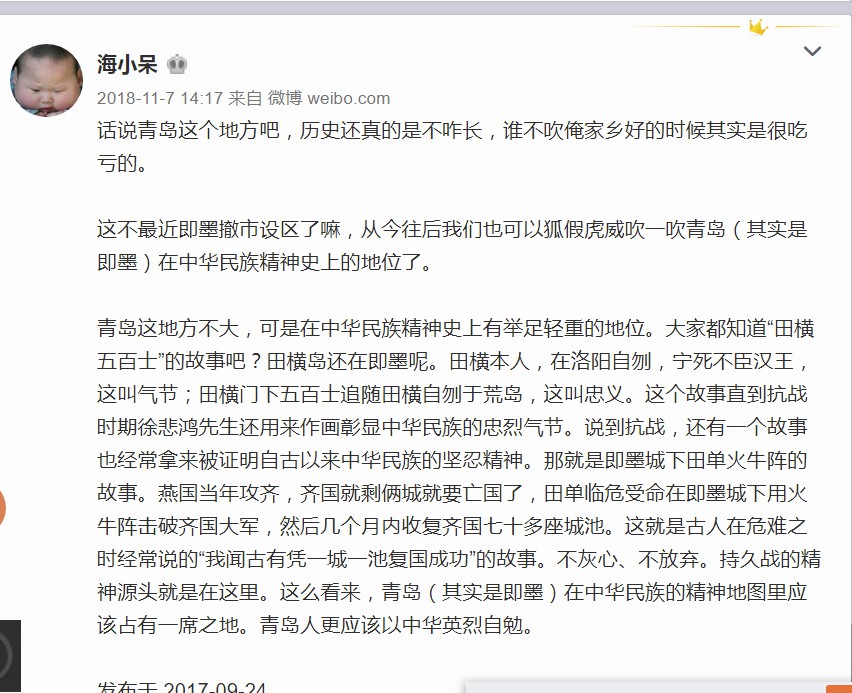 海小呆
2018-11-7 14:17 来自 微博 weibo.com
话说青岛这个地方吧，历史还真的是不咋长，谁不吹俺家乡好的时候其实是很吃
亏的。
这不最近即墨撤市设区了嘛，从今往后我们也可以狐假虎威吹一吹青岛（其实是
即墨）在中华民族精神史上的地位了。
青岛这地方不大，可是在中华民族精神史上有举足轻重的地位。大家都知道“田横
五百士”的故事吧？田横岛还在即墨呢。田横本人，在洛阳自刎，宁死不臣汉王，
这叫气节；田横门下五百士追随田横自刎于荒岛，这叫忠义。这个故事直到抗战
时期徐悲鸿先生还用来作画彰显中华民族的忠烈气节。说到抗战，还有一个故事
也经常拿来被证明自古以来中华民族的坚忍精神。那就是即墨城下田单火牛阵的
故事。燕国当年攻齐，齐国就剩俩城就要亡国了，田单临危受命在即墨城下用火
牛阵击破齐国大军，然后几个月内收复齐国七十多座城池。这就是古人在危难之
时经常说的“我闻古有凭一城一池复国成功”的故事。不灰心、不放弃。持久战的精
神源头就是在这里。这么看来，青岛（其实是即墨）在中华民族的精神地图里应
该占有一席之地。青岛人更应该以中华英烈自勉。
发布于 2017-09-24